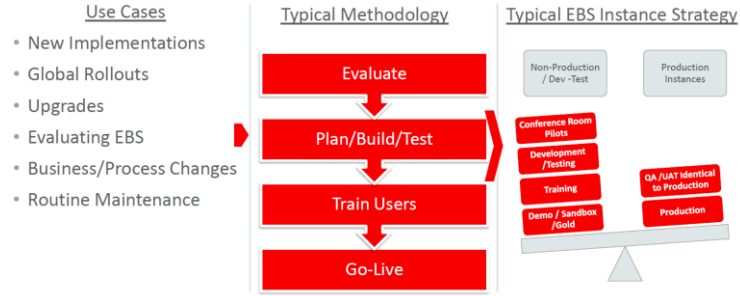 Use Cases
• New Implementations
• Global Rollouts
• Upgrades
• Evaluating EBS
• Business/Process Changes
• Routine Maintenance
Typical Methodology
Evaluate
Plan/Build/Test
Train Users
Go-Live
Typical EBS Instance Strategy
Non-Production
/ Dev -Test
Production
Instances
Conference Room
Pilots
Development
/Testing
Training
Demo / Sandbox
/Gold
QA /UAT Identical
to Production
Production